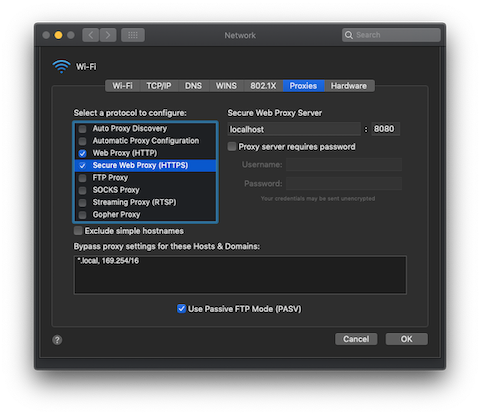 Network
Search
Wi-Fi
Wi-Fi TCP/IP DNS WINS 802.1X Proxies Hardware
Select a protocol to configure:
Auto Proxy Discovery
Automatic Proxy Configuration
Web Proxy (HTTP)
Secure Web Proxy (HTTPS)
FTP Proxy
SOCKS Proxy
Streaming Proxy (RTSP)
Gopher Proxy
Secure Web Proxy Server
localhost : 8080
Proxy server requires password
Username:
Password:
Your credentials may be sent unencrypted
Exclude simple hostnames
Bypass proxy settings for these Hosts & Domains:
*.local, 169.254/16
Use Passive FTP Mode (PASV)
? Cancel OK